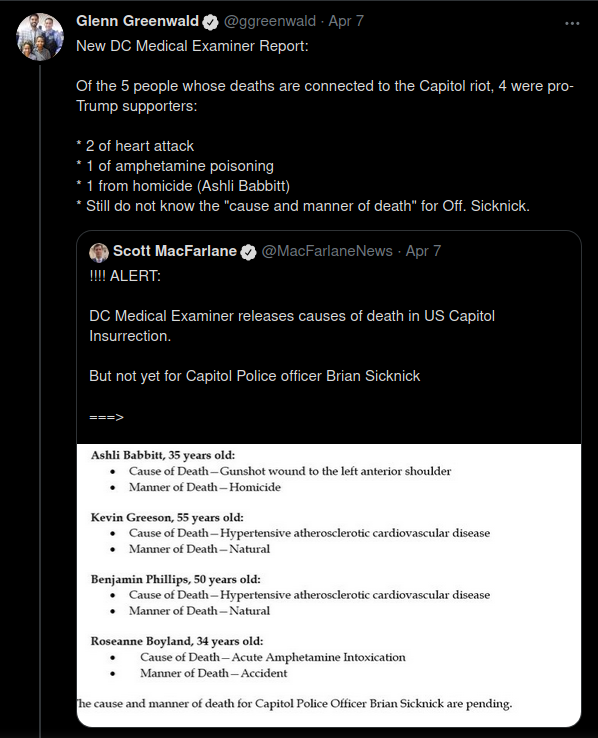 Glenn Greenwald @ggreenwald · Apr 7
New DC Medical Examiner Report:
Of the 5 people whose deaths are connected to the Capitol riot, 4 were pro-
Trump supporters:
* 2 of heart attack
* 1 of amphetamine poisoning
* 1 from homicide (Ashli Babbitt)
* Still do not know the "cause and manner of death" for Off. Sicknick.
Scott MacFarlane @MacFarlaneNews · Apr 7
!!!! ALERT:
DC Medical Examiner releases causes of death in US Capitol
Insurrection.
But not yet for Capitol Police officer Brian Sicknick
===>
Ashli Babbitt, 35 years old:
• Cause of Death—Gunshot wound to the left anterior shoulder
• Manner of Death—Homicide
Kevin Greeson, 55 years old:
• Cause of Death—Hypertensive atherosclerotic cardiovascular disease
• Manner of Death—Natural
Benjamin Phillips, 50 years old:
• Cause of Death—Hypertensive atherosclerotic cardiovascular disease
• Manner of Death—Natural
Roseanne Boyland, 34 years old:
• Cause of Death—Acute Amphetamine Intoxication
• Manner of Death—Accident
The cause and manner of death for Capitol Police Officer Brian Sicknick are pending.